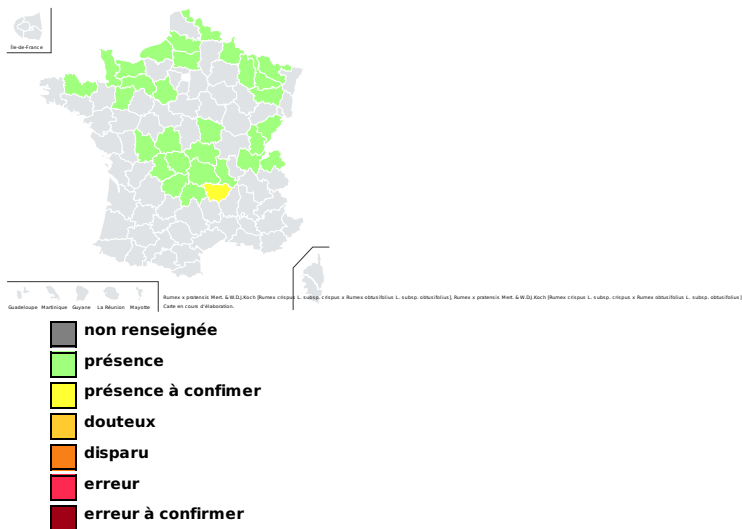 Île-de-France
Guadeloupe Martinique Guyane La Réunion Mayotte
Rumex x pratensis Mert. & W.D.J.Koch [Rumex crispus L. subsp. crispus x Rumex obtusifolius L. subsp. obtusifolius], Rumex x pratensis Mert. & W.D.J.Koch [Rumex crispus L. subsp. crispus x Rumex obtusifolius L. subsp. obtusifolius]
Carte en cours d'élaboration.
non renseignée
présence
présence à confimer
douteux
disparu
erreur
erreur à confirmer